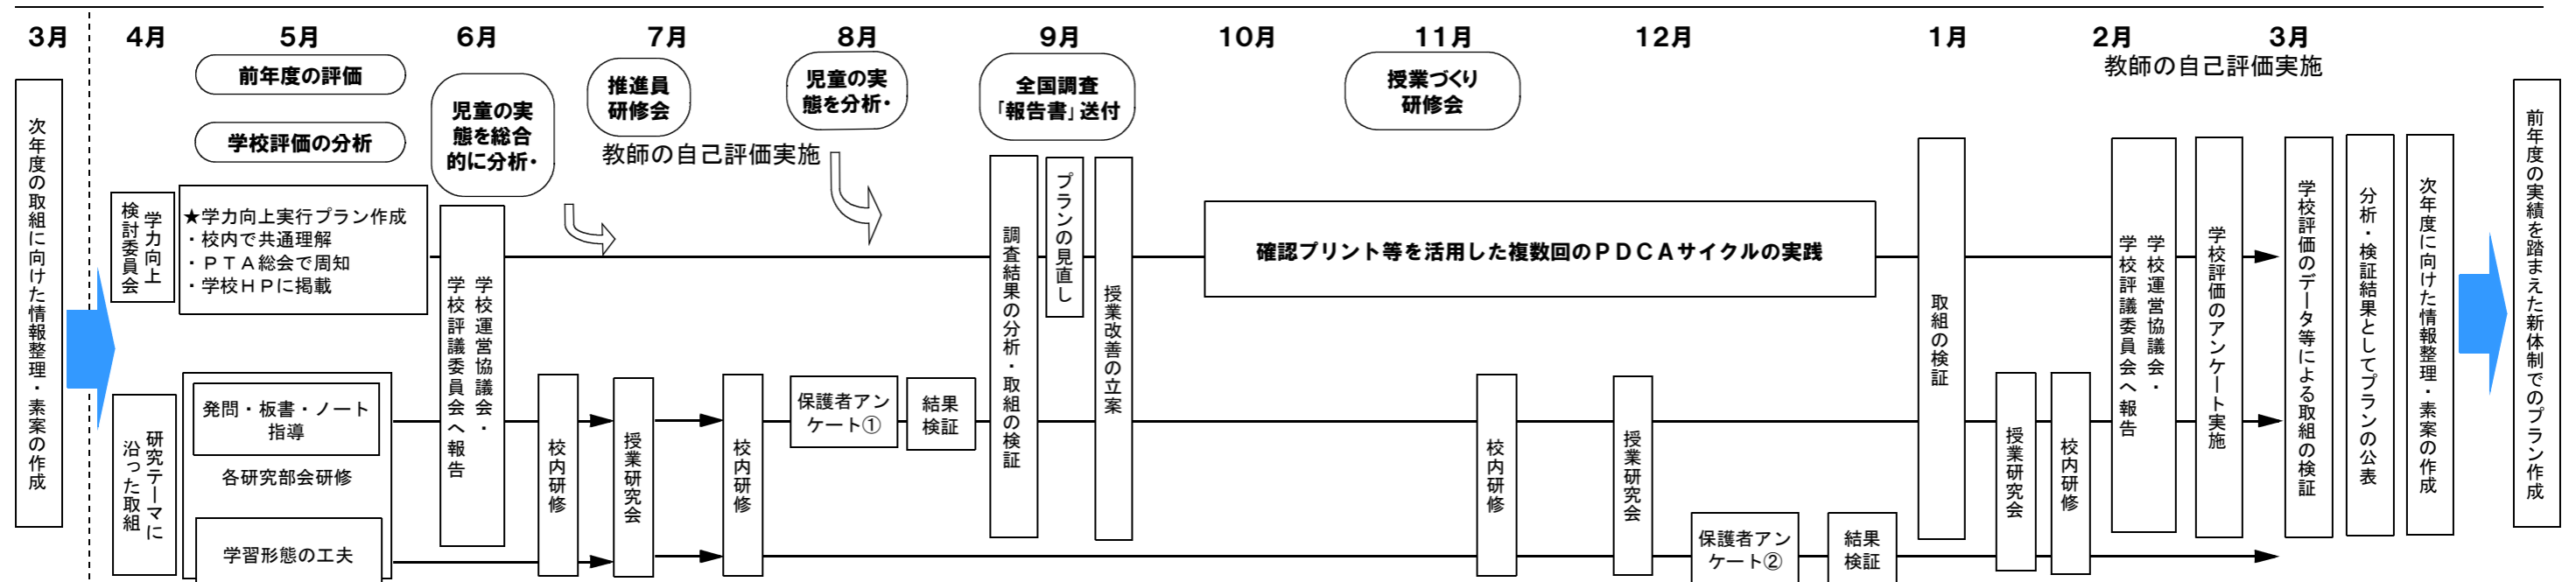 3月
4月
5月
6月
7月
8月
9月
10月
11月
12月
1月
2月
3月
教師の自己評価実施
前年度の評価
学校評価の分析
児童の実
態を総合
的に分析・
推進員
研修会
教師の自己評価実施
児童の実
態を分析・
全国調査
「報告書」送付
授業づくり
研修会
次年度の取組に向けた情報整理・素案の作成
学力向上
検討委員会
★学力向上実行プラン作成
・校内で共通理解
・ＰＴＡ総会で周知
・学校ＨＰに掲載
研究テーマに
沿った取組
発問・板書・ノート
指導
各研究部会研修
学習形態の工夫
学校運営協議会・
学校評議委員会へ報告
校内研修
授業研究会
校内研修
保護者アン
ケート①
結果
検証
調査結果の分析・取組の検証
プランの見直し
授業改善の立案
確認プリント等を活用した複数回のＰＤＣＡサイクルの実践
校内研修
授業研究会
保護者アン
ケート②
結果
検証
取組の検証
授業研究会
校内研修
学校運営協議会・
学校評議委員会へ報告
学校評価のアンケート実施
学校評価のデータ等による取組の検証
分析・検証結果としてプランの公表
次年度に向けた情報整理・素案の作成
前年度の実績を踏まえた新体制でのプラン作成